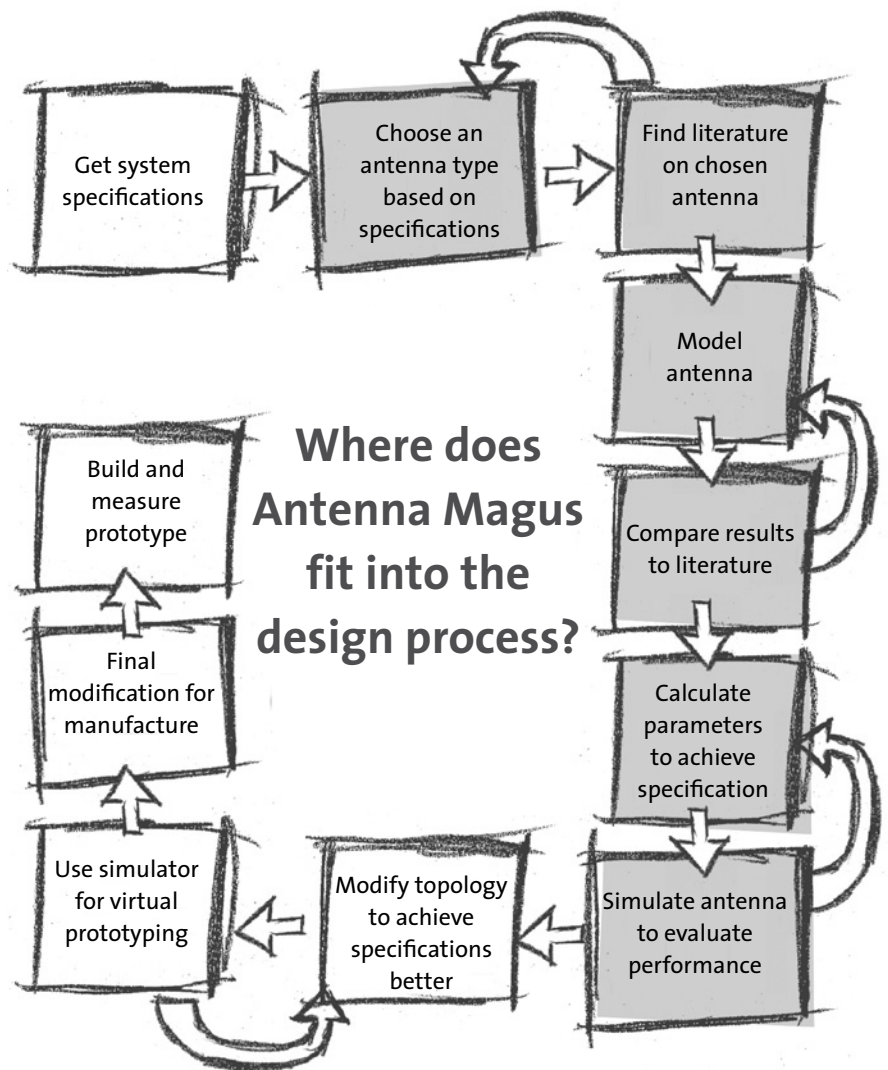 Get system
specifications
Choose an
antenna type
based on
specifications
Find literature
on chosen
antenna
Model
antenna
Compare results
to literature
Calculate
parameters
to achieve
specification
Simulate antenna
to evaluate
performance
Modify topology
to achieve
specifications
better
Use simulator
for virtual
prototyping
Final
modification for
manufacture
Build and
measure
prototype
Where does
Antenna Magus
fit into the
design process?